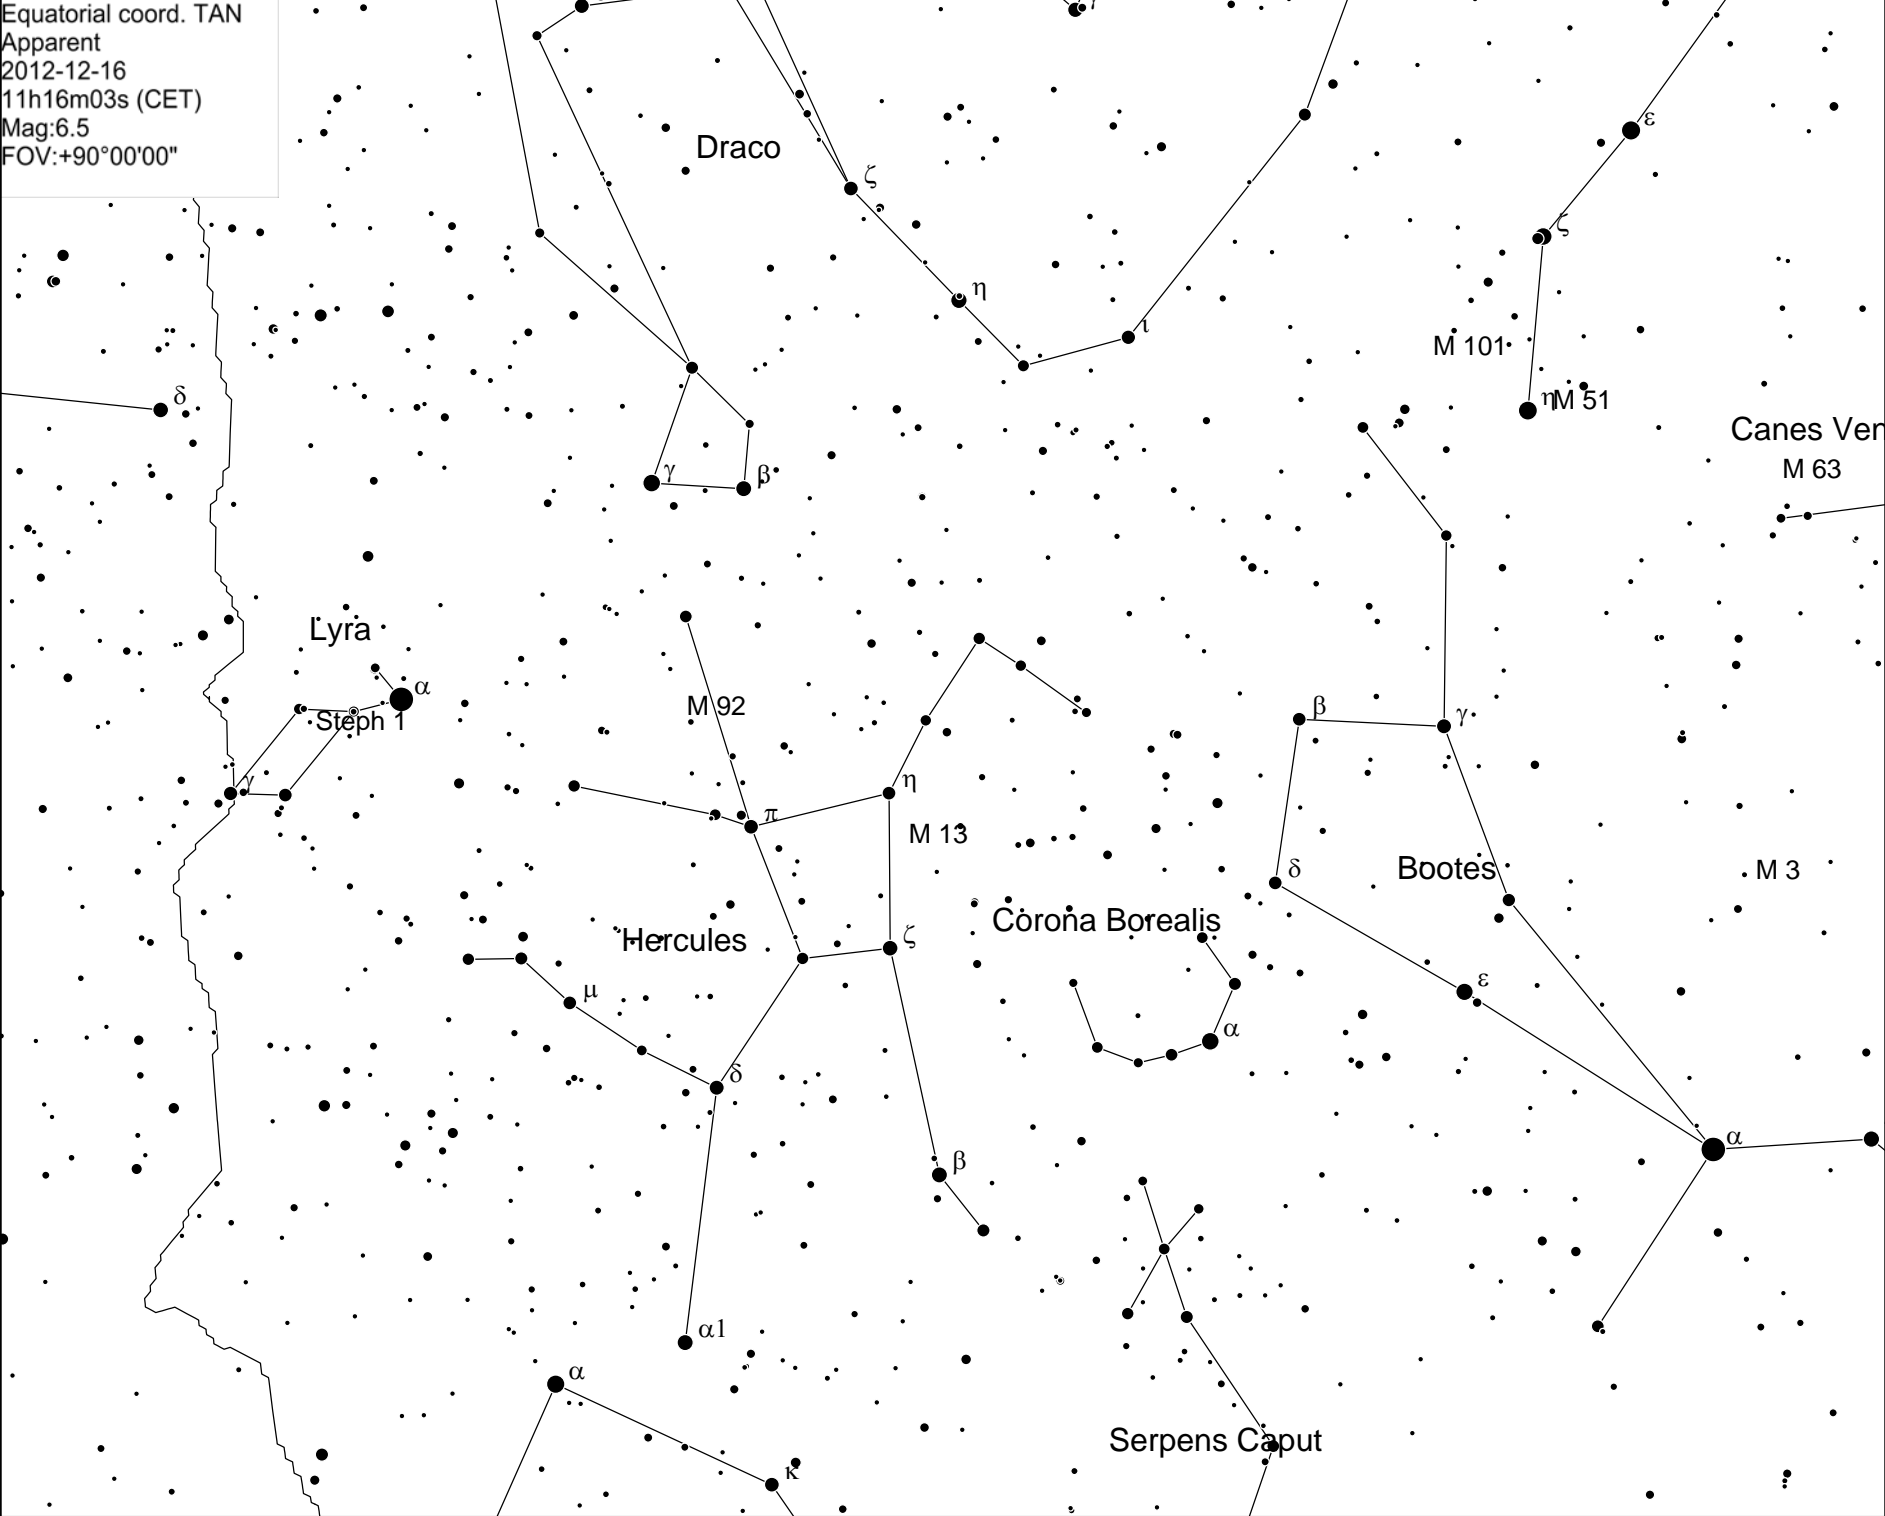 Equatorial coord. TAN
Apparent
2012-12-16
11h16m03s (CET)
Mag:6.5
FOV:+90°00'00"
γ
ε
Draco
ζ
ζ
η
ι
M 101
δ
η
M 51
Canes Ven
M 63
γ
β
Lyra
α
M 92
Steph 1
β
γ
γ
η
π
M 13
Bootes
M 3
δ
Corona Borealis
Hercules
ζ
ε
μ
α
δ
α
β
α1
α
Serpens Caput
κ